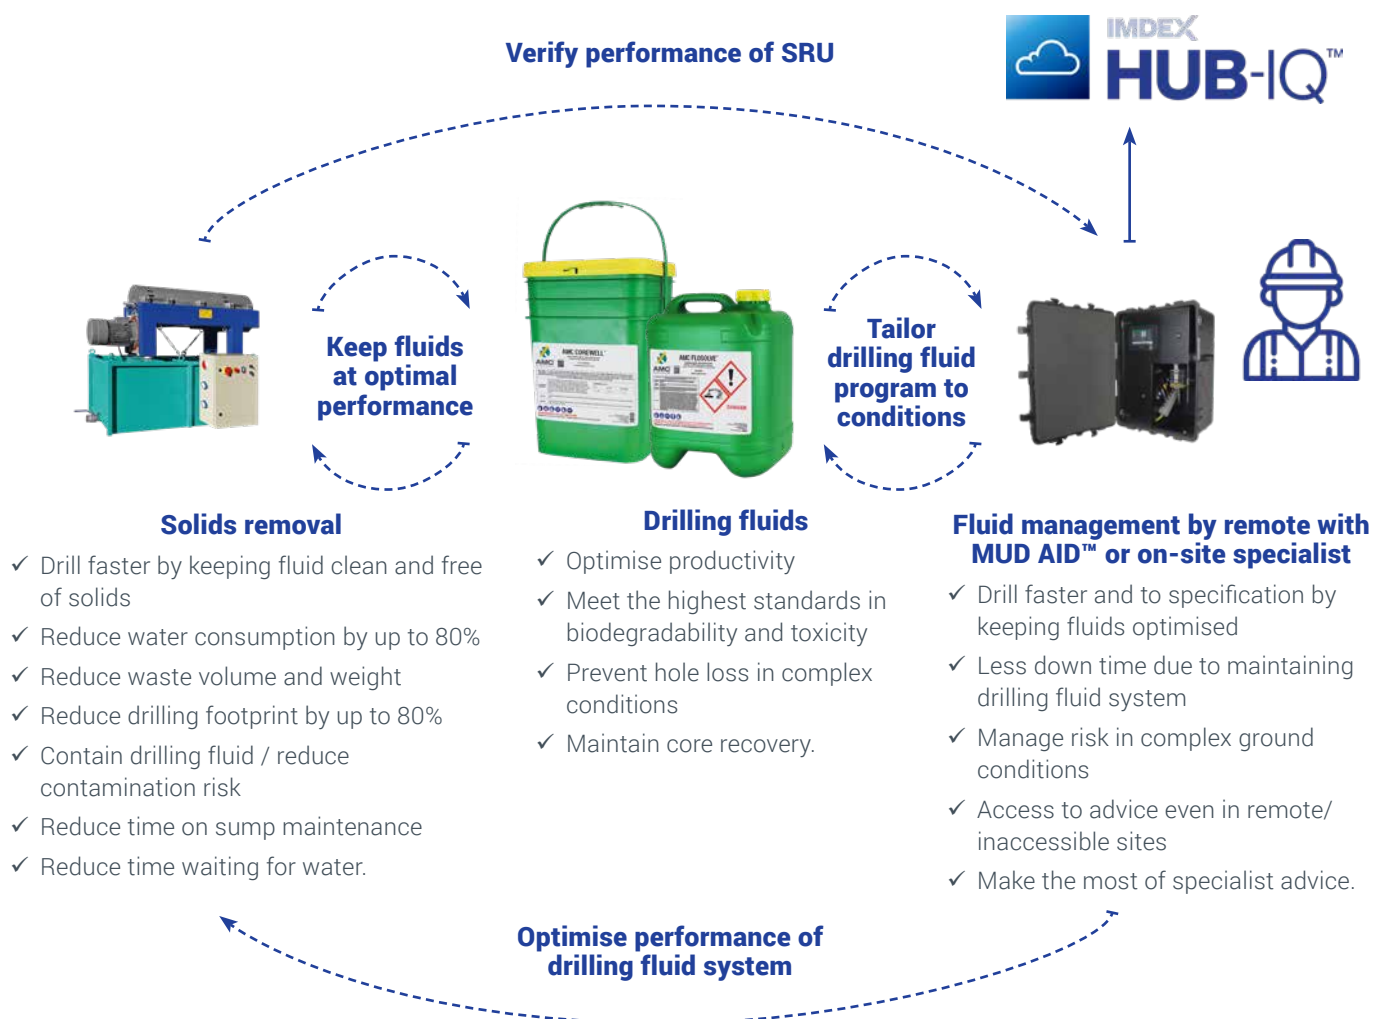 Verify performance of SRU
IMDEX
HUB-IQ™
Keep fluids
at optimal
performance
AMC COREWELL™
AMC
AMC FLOSOLVE™
AMC
DANGER
Tailor
drilling fluid
program to
conditions
Solids removal
✓ Drill faster by keeping fluid clean and free
of solids
✓ Reduce water consumption by up to 80%
✓ Reduce waste volume and weight
✓ Reduce drilling footprint by up to 80%
✓ Contain drilling fluid / reduce
contamination risk
✓ Reduce time on sump maintenance
✓ Reduce time waiting for water.
Drilling fluids
✓ Optimise productivity
✓ Meet the highest standards in
biodegradability and toxicity
✓ Prevent hole loss in complex
conditions
✓ Maintain core recovery.
Fluid management by remote with
MUD AID™ or on-site specialist
✓ Drill faster and to specification by
keeping fluids optimised
✓ Less down time due to maintaining
drilling fluid system
✓ Manage risk in complex ground
conditions
✓ Access to advice even in remote/
inaccessible sites
✓ Make the most of specialist advice.
Optimise performance of
drilling fluid system